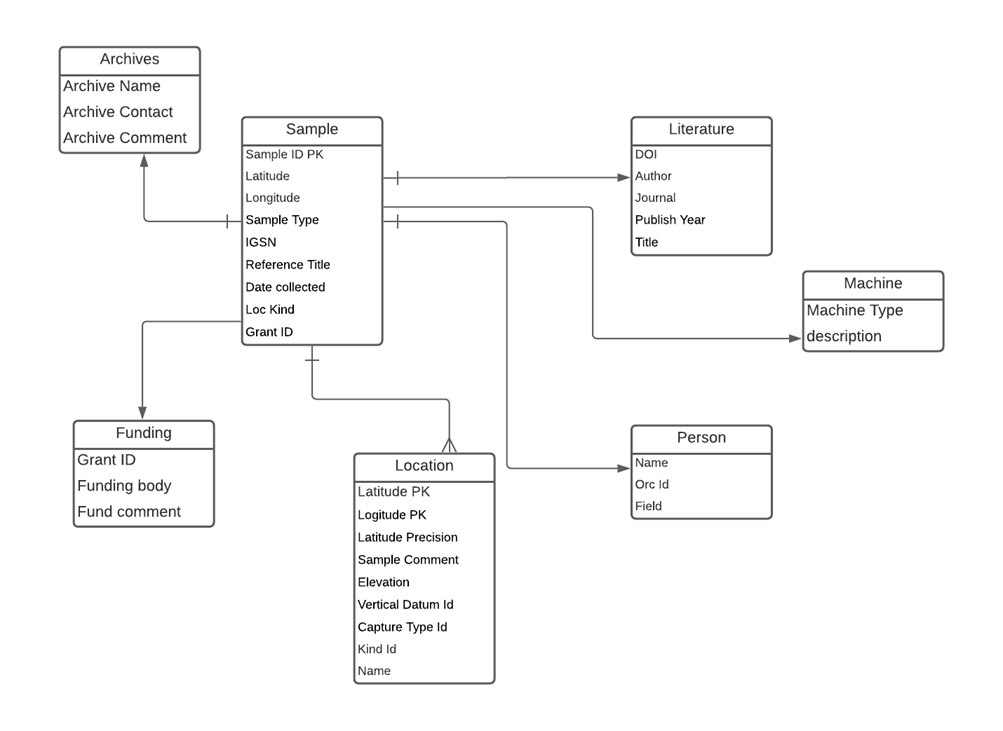 Archives
Archive Name
Archive Contact
Archive Comment
Sample
Sample ID PK
Latitude
Longitude
Sample Type
IGSN
Reference Title
Date collected
Loc Kind
Grant ID
Literature
DOI
Author
Journal
Publish Year
Title
Machine
Machine Type
description
Funding
Grant ID
Funding body
Fund comment
Location
Latitude PK
Logitude PK
Latitude Precision
Sample Comment
Elevation
Vertical Datum Id
Capture Type Id
Kind Id
Name
Person
Name
Orc Id
Field